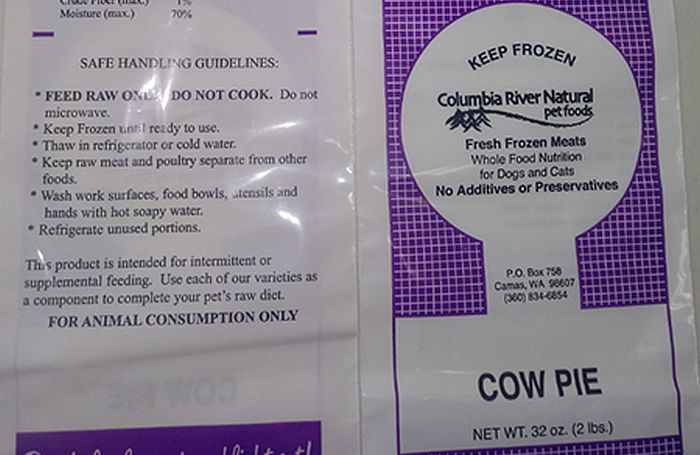 Crude Fiber (max.) 1%
Moisture (max.) 70%
SAFE HANDLING GUIDELINES:
* FEED RAW ONLY. DO NOT COOK. Do not
microwave.
* Keep Frozen until ready to use.
* Thaw in refrigerator or cold water.
* Keep raw meat and poultry separate from other
foods.
* Wash work surfaces, food bowls, utensils and
hands with hot soapy water.
* Refrigerate unused portions.
This product is intended for intermittent or
supplemental feeding. Use each of our varieties as
a component to complete your pet's raw diet.
FOR ANIMAL CONSUMPTION ONLY
KEEP FROZEN
Columbia River Natural
pet foods
Fresh Frozen Meats
Whole Food Nutrition
for Dogs and Cats
No Additives or Preservatives
P.O. Box 758
Camas, WA 98607
(360) 834-6854
COW PIE
NET WT. 32 oz. (2 lbs.)